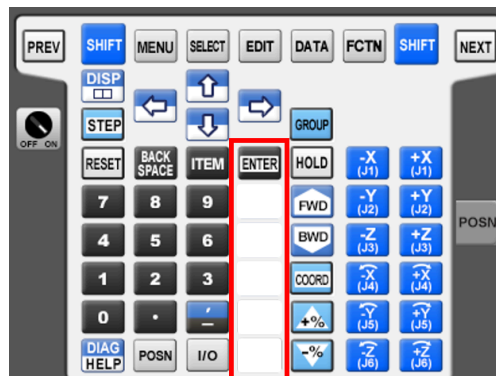 PREV SHIFT MENU SELECT EDIT DATA FCTN SHIFT NEXT
DISP
STEP GROUP
OFF ON
RESET BACK SPACE ITEM ENTER HOLD -X (J1) +X (J1)
7 8 9 FWD -Y (J2) +Y (J2)
POSN
4 5 6 BWD -Z (J3) +Z (J3)
1 2 3 COORD -X (J4) +X (J4)
0 . ,- +% -Y (J5) +Y (J5)
DIAG HELP POSN I/O -% -Z (J6) +Z (J6)